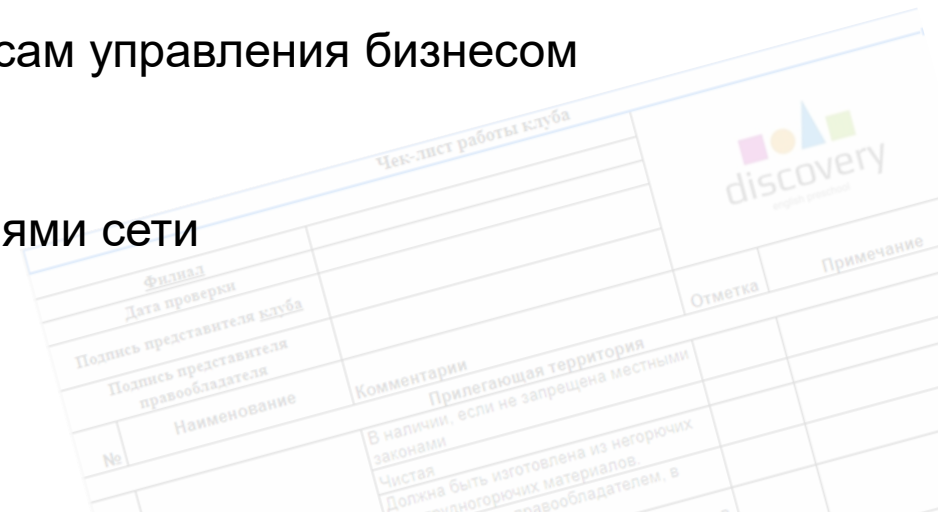 сам управления бизнесом
Чек-лист работы клуба
discovery
ями сети
Филиал
Дата проверки
Подпись представителя клуба
Подпись представителя
правообладателя
Отметка
Примечание
№
Наименование
Комментарии
Прилегающая территория
В наличии, если не запрещена местными
законами
Чистая
Должна быть изготовлена из негорючих
материалов.
правообладателем, в